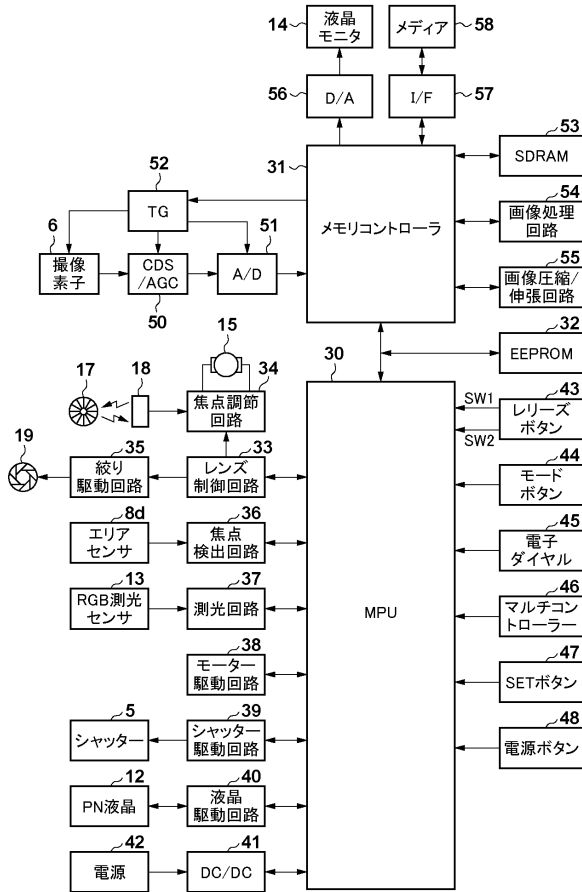 14
液晶
モニタ
メディア
58
56
D/A
I/F
57
31
メモリコントローラ
53
SDRAM
54
画像処理
回路
55
画像圧縮/
伸張回路
32
EEPROM
52
TG
6
撮像
素子
CDS
/AGC
50
51
A/D
15
17
18
34
焦点調節
回路
30
MPU
19
35
絞り
駆動回路
33
レンズ
制御回路
8d
エリア
センサ
36
焦点
検出回路
13
RGB測光
センサ
37
測光回路
38
モーター
駆動回路
5
シャッター
39
シャッター
駆動回路
12
PN液晶
40
液晶
駆動回路
42
電源
41
DC/DC
SW1
SW2
43
レリーズ
ボタン
44
モード
ボタン
45
電子
ダイヤル
46
マルチコン
トローラー
47
SETボタン
48
電源ボタン